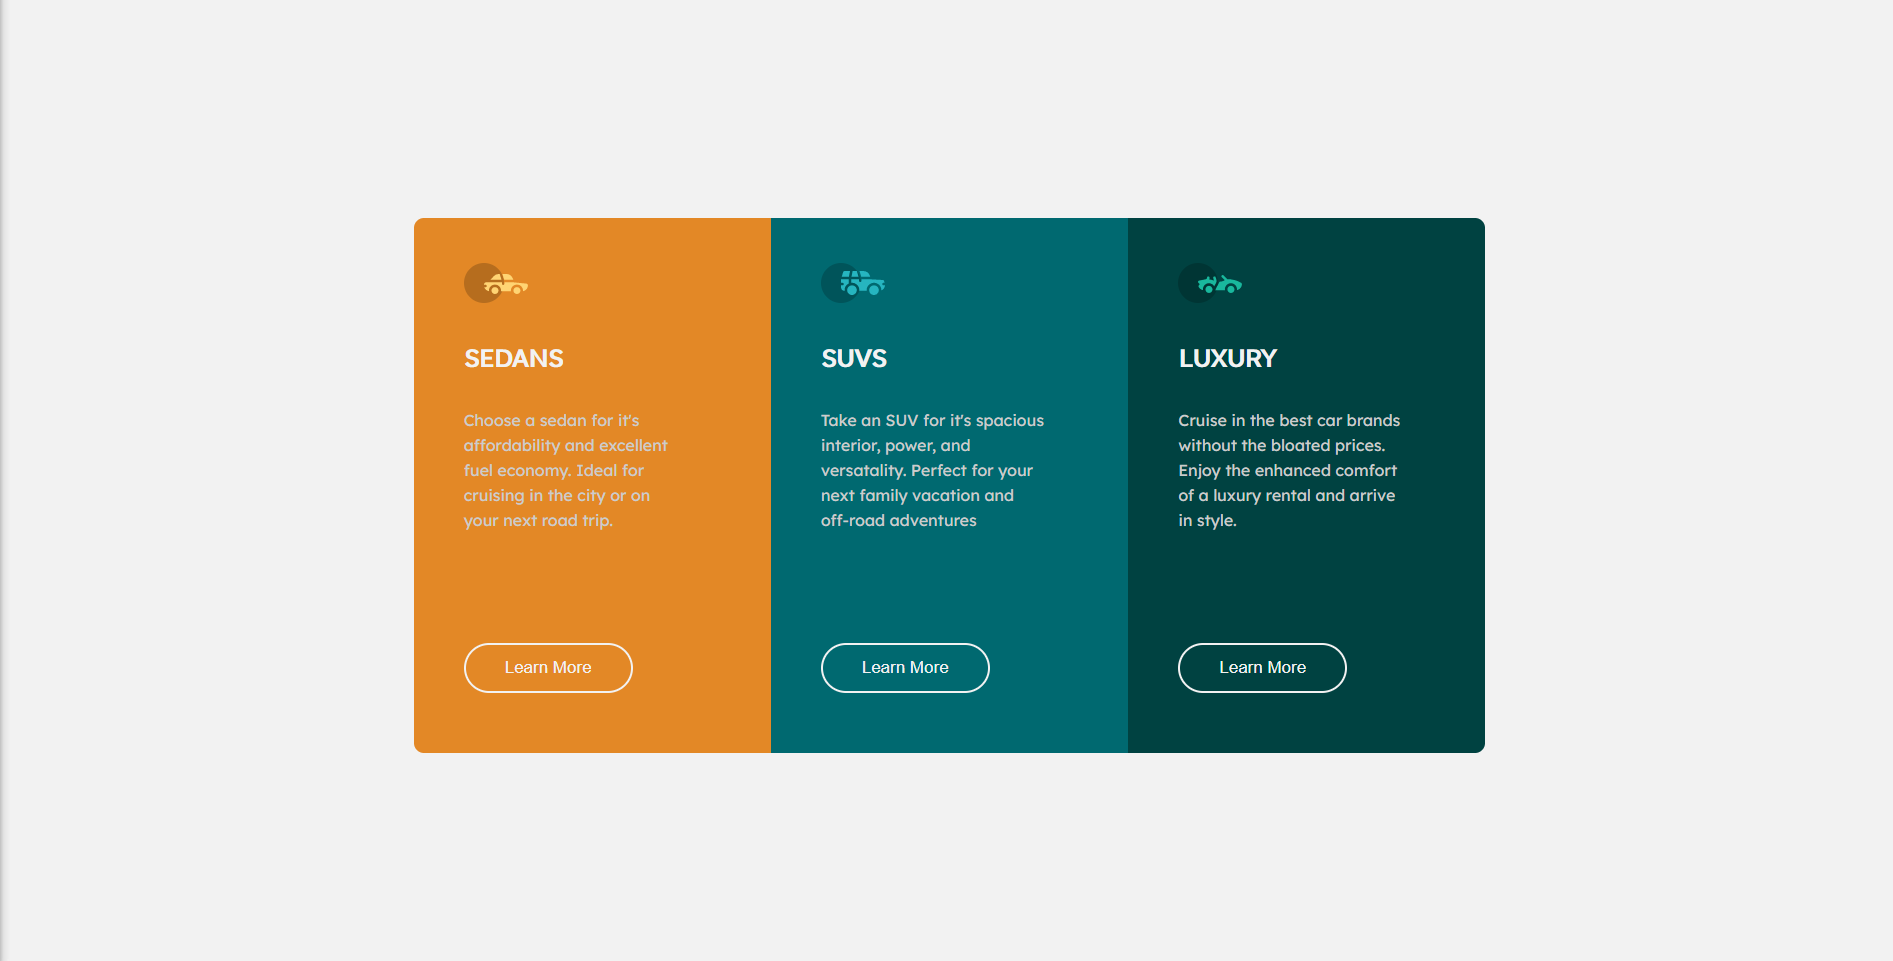 SEDANS
Choose a sedan for it's
affordability and excellent
fuel economy. Ideal for
cruising in the city or on
your next road trip.
Learn More
SUVS
Take an SUV for it's spacious
interior, power, and
versatality. Perfect for your
next family vacation and
off-road adventures
Learn More
LUXURY
Cruise in the best car brands
without the bloated prices.
Enjoy the enhanced comfort
of a luxury rental and arrive
in style.
Learn More